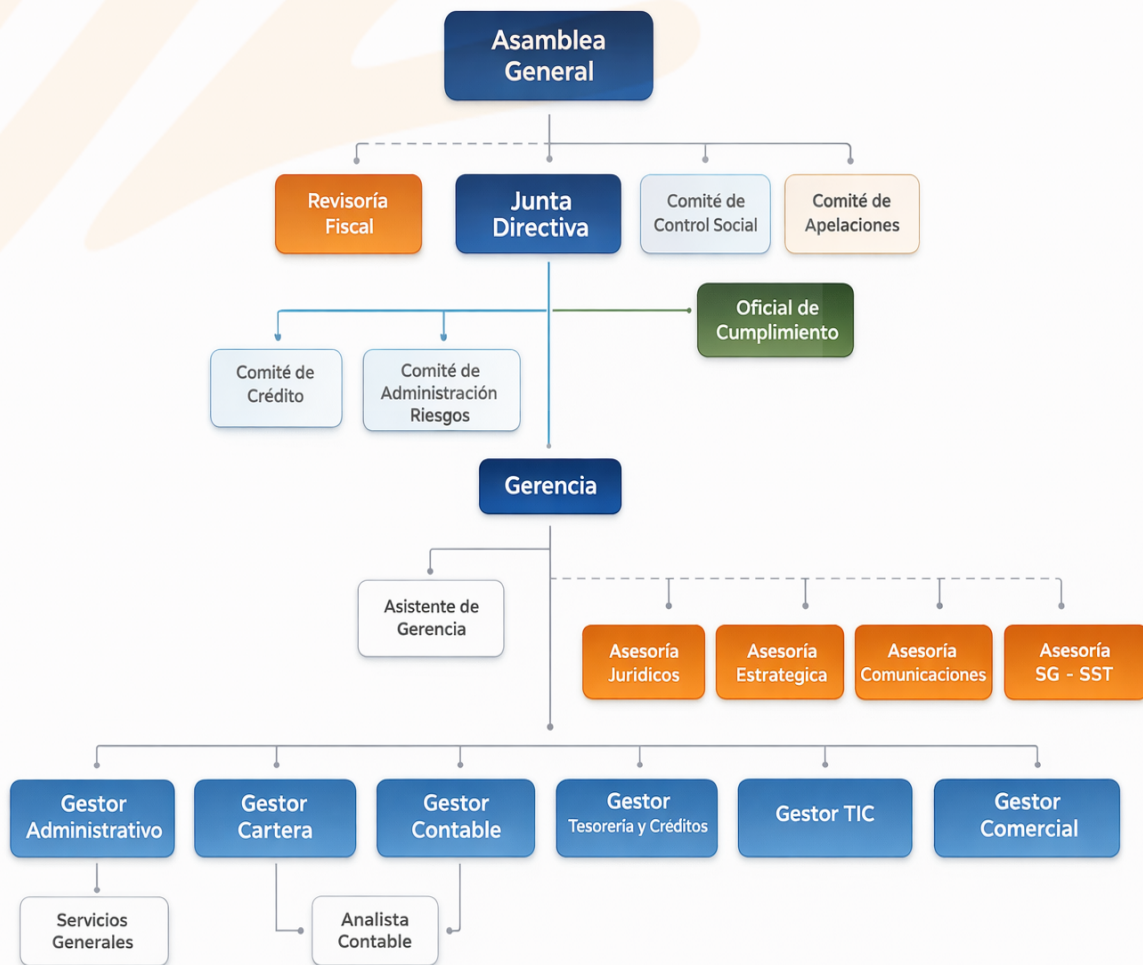 Asamblea
General
Revisoría
Fiscal
Junta
Directiva
Comité de
Control Social
Comité de
Apelaciones
Oficial de
Cumplimiento
Comité de
Crédito
Comité de
Administración
Riesgos
Gerencia
Asistente de
Gerencia
Asesoría
Juridicos
Asesoría
Estrategica
Asesoría
Comunicaciones
Asesoría
SG - SST
Gestor
Administrativo
Gestor
Cartera
Gestor
Contable
Gestor
Tesorería y Créditos
Gestor TIC
Gestor
Comercial
Servicios
Generales
Analista
Contable